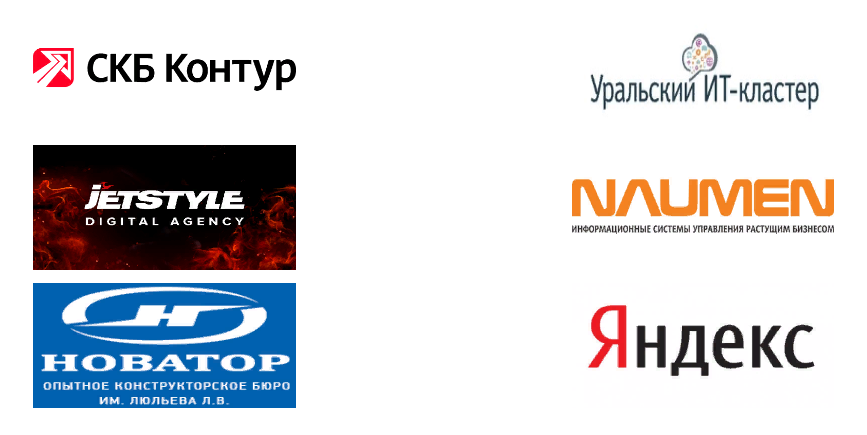 СКБ Контур
Уральский ИТ-кластер
JETSTYLE
DIGITAL AGENCY
NAUMEN
ИНФОРМАЦИОННЫЕ СИСТЕМЫ УПРАВЛЕНИЯ РАСТУЩИМ БИЗНЕСОМ
НОВАТОР
ОПЫТНОЕ КОНСТРУКТОРСКОЕ БЮРО
ИМ. ЛЮЛЬЕВА Л.В.
Яндекс